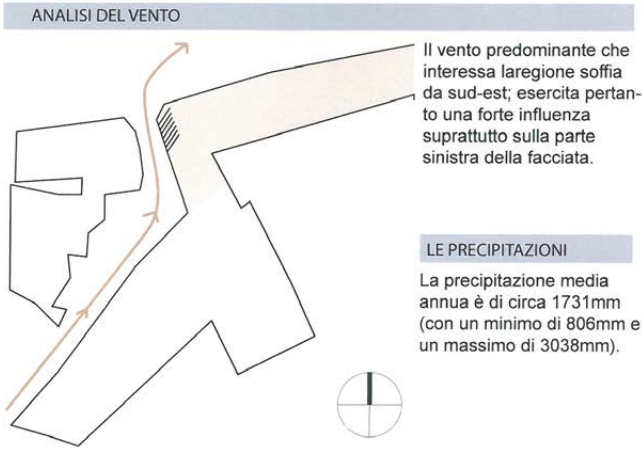 ANALISI DEL VENTO
Il vento predominante che
interessa laregione soffia
da sud-est; esercita pertan-
to una forte influenza
suprattutto sulla parte
sinistra della facciata.
LE PRECIPITAZIONI
La precipitazione media
annua è di circa 1731mm
(con un minimo di 806mm e
un massimo di 3038mm).